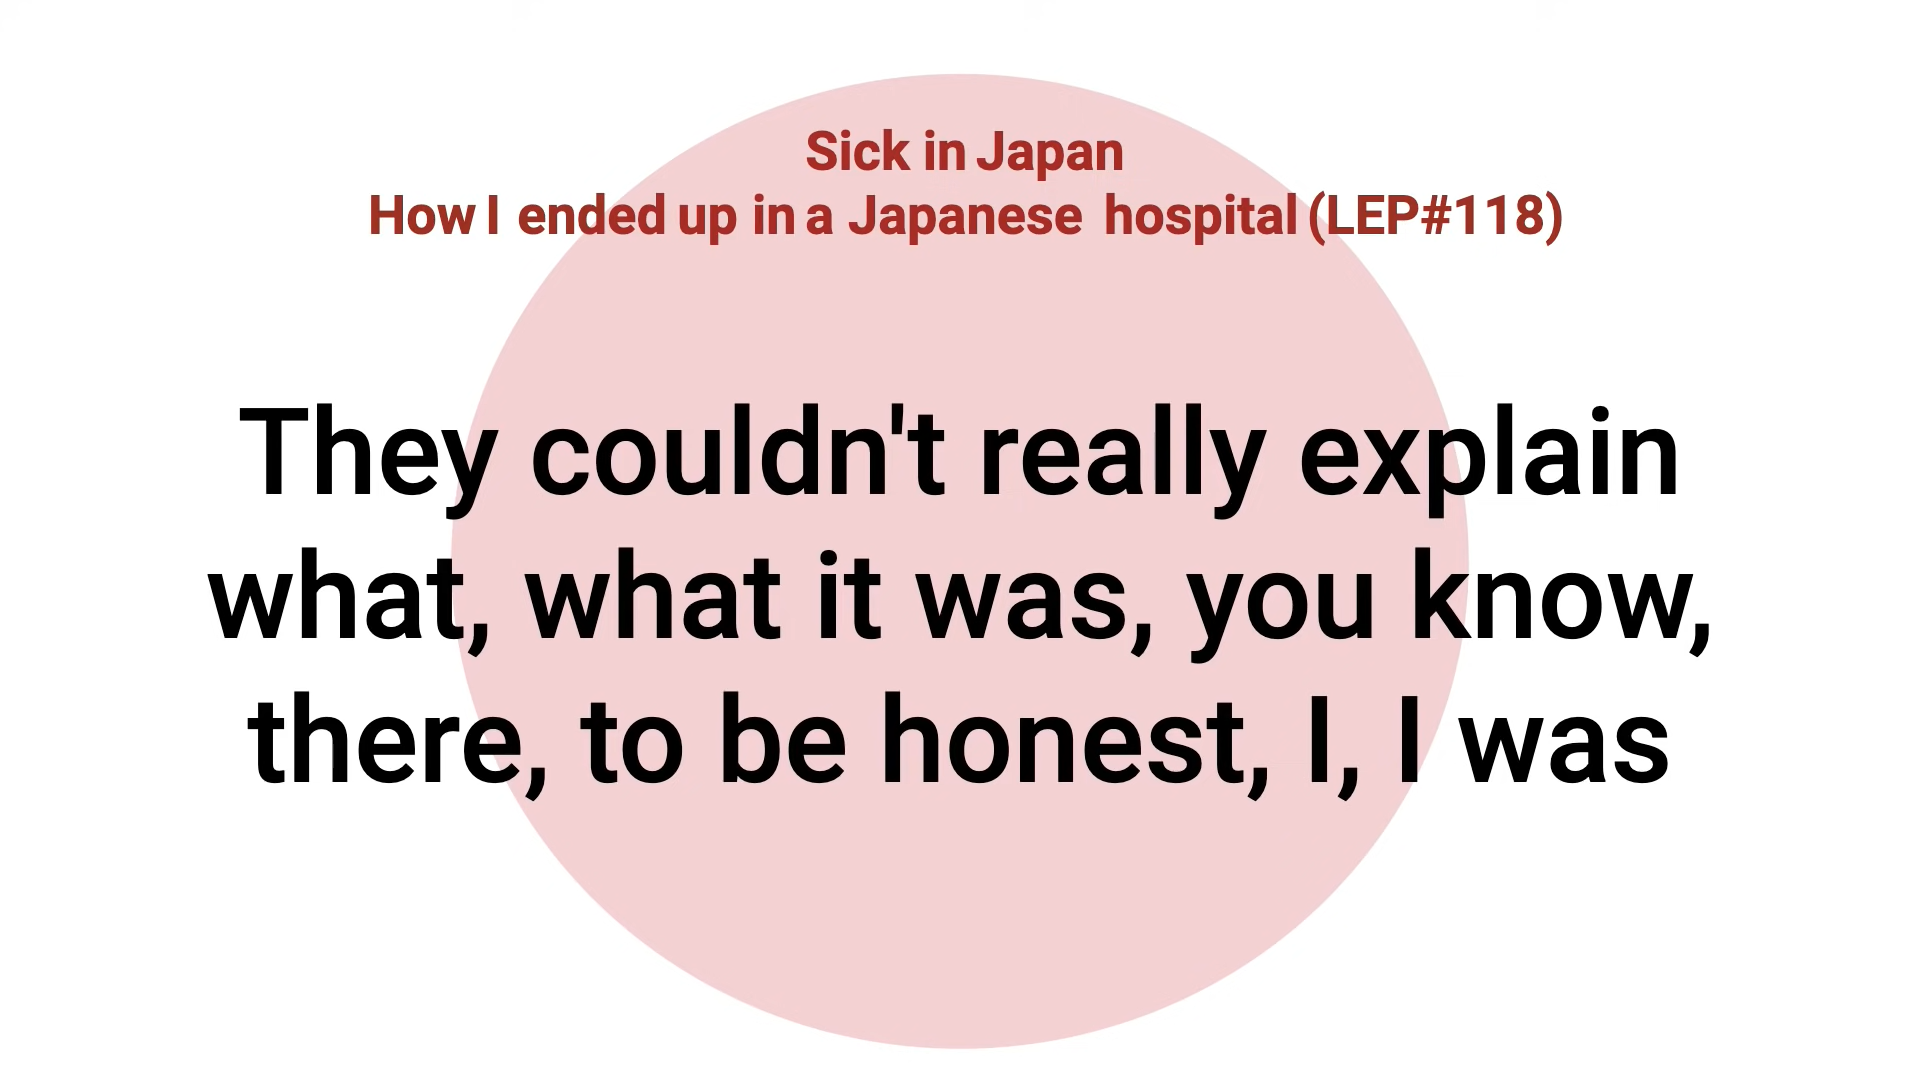 Sick in Japan
How I ended up in a Japanese hospital (LEP#118)
They couldn't really explain
what, what it was, you know,
there, to be honest, I, I was